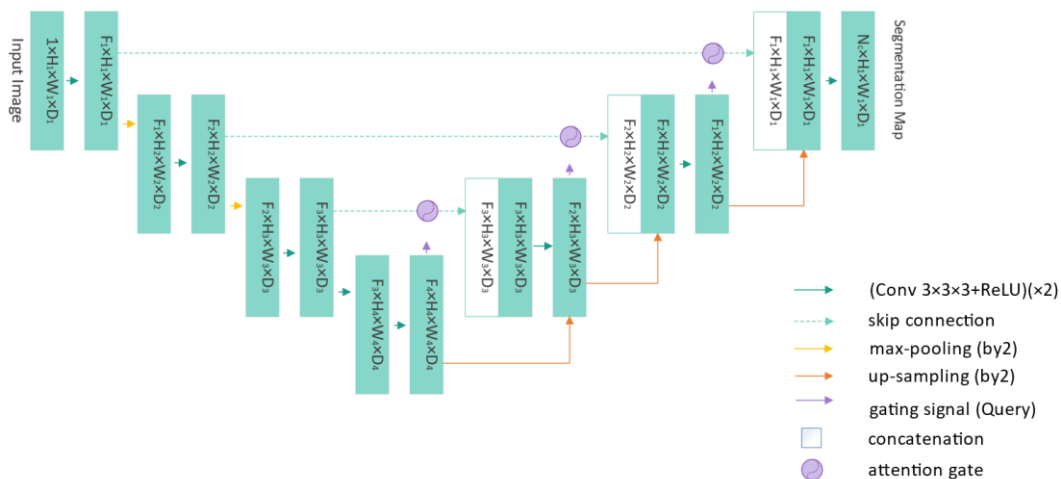 Input Image
1×H₁×W₁×D₁
F₁×H₁×W₁×D₁
F₁×H₂×W₂×D₂
F₂×H₂×W₂×D₂
F₂×H₃×W₃×D₃
F₃×H₃×W₃×D₃
F₃×H₄×W₄×D₄
F₄×H₄×W₄×D₄
F₃×H₃×W₃×D₃
F₃×H₃×W₃×D₃
F₂×H₃×W₃×D₃
F₂×H₂×W₂×D₂
F₂×H₂×W₂×D₂
F₁×H₂×W₂×D₂
F₁×H₁×W₁×D₁
F₁×H₁×W₁×D₁
N꜀×H₁×W₁×D₁
Segmentation Map
(Conv 3×3×3+ReLU)(×2)
skip connection
max-pooling (by2)
up-sampling (by2)
gating signal (Query)
concatenation
attention gate